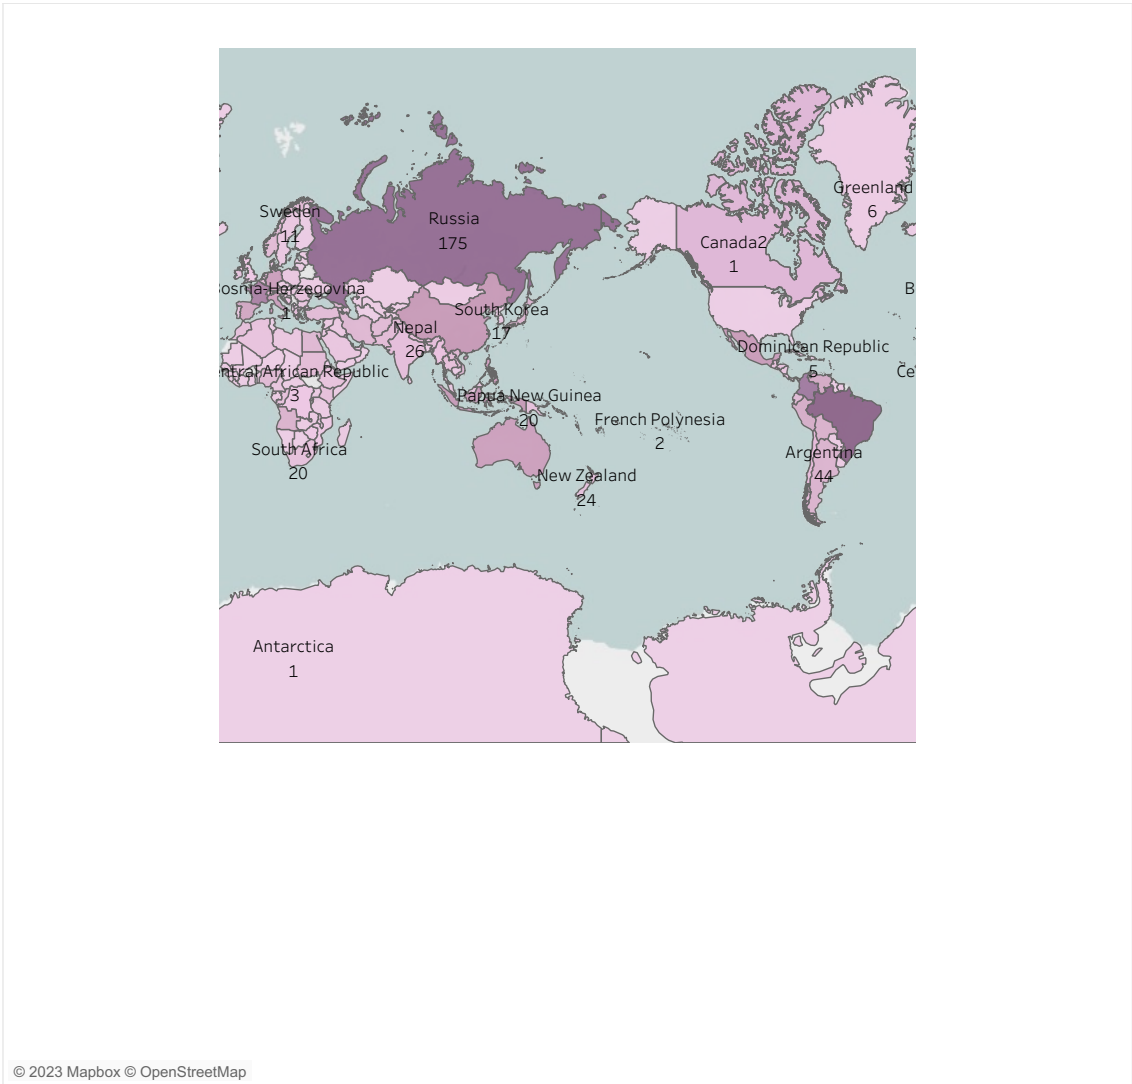 Greenland
6
Sweden
11
Russia
175
Canada2
1
Bosnia-Herzegovina
1
South Korea
17
B
Nepal
26
Dominican Republic
5
entral African Republic
3
Ce
Papua New Guinea
20
French Polynesia
2
South Africa
20
Argentina
44
New Zealand
24
Antarctica
1
© 2023 Mapbox © OpenStreetMap